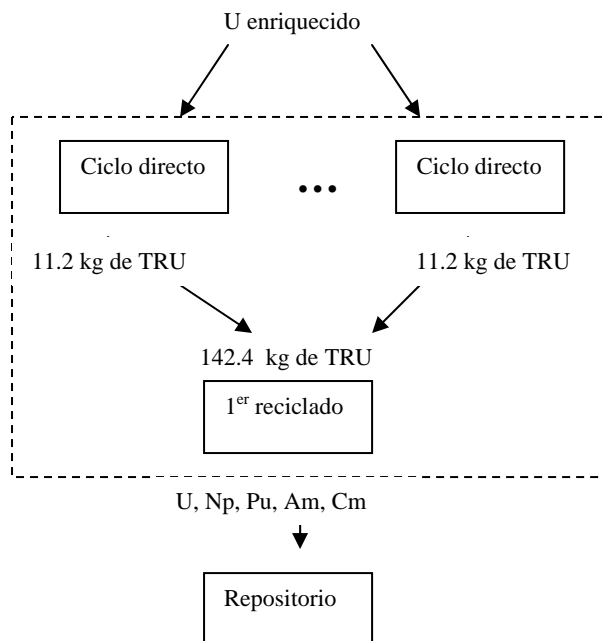 U enriquecido
Ciclo directo ... Ciclo directo
11.2 kg de TRU 11.2 kg de TRU
142.4 kg de TRU
1er reciclado
U, Np, Pu, Am, Cm
Repositorio